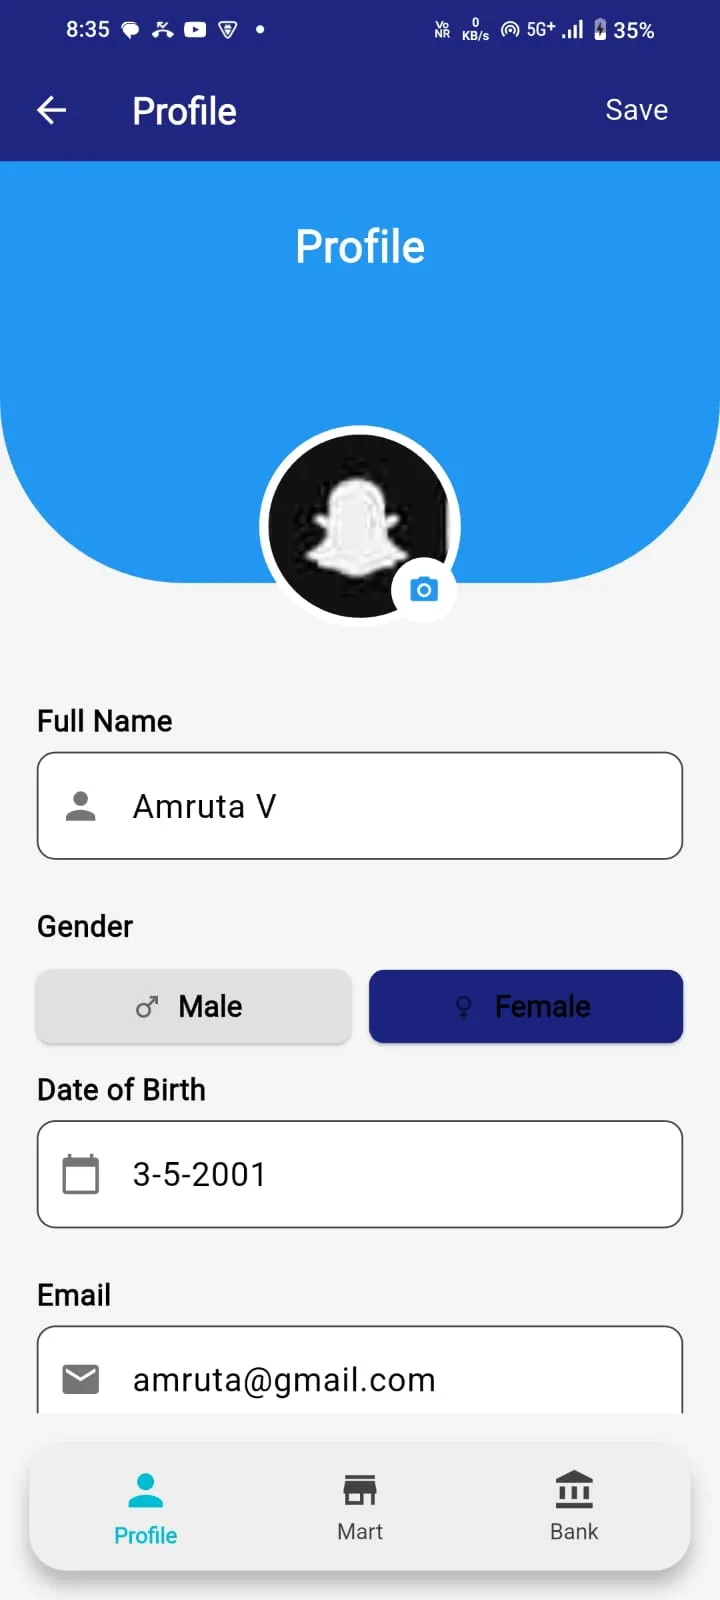 8:35 Vo NR 0 KB/s 5G+ 35%
Profile Save
Profile
Full Name
Amruta V
Gender
Male Female
Date of Birth
3-5-2001
Email
amruta@gmail.com
Profile Mart Bank